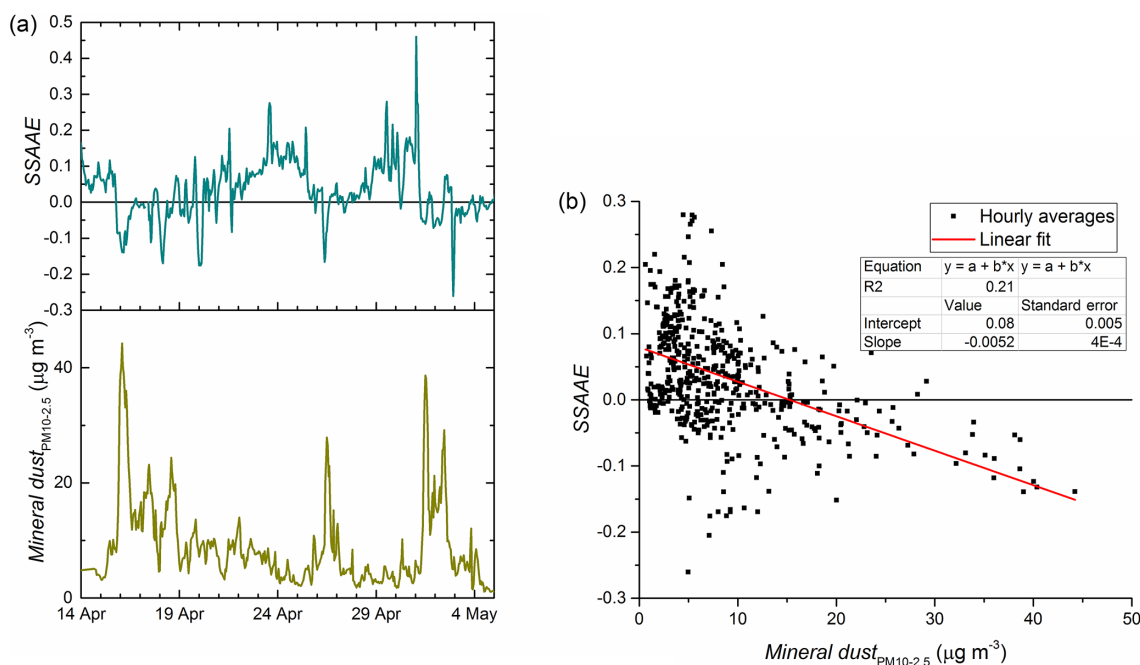 (a)
0.5
0.4
0.3
0.2
0.1
0.0
-0.1
-0.2
-0.3
SSAAE
40
20
0
Mineral dustPM10-2.5 (μg m-3)
14 Apr 19 Apr 24 Apr 29 Apr 4 May
(b)
0.3
0.2
0.1
0.0
-0.1
-0.2
-0.3
SSAAE
Hourly averages
Linear fit
Equation y = a + b*x y = a + b*x
R2 0.21
Value Standard error
Intercept 0.08 0.005
Slope -0.0052 4E-4
0 10 20 30 40 50
Mineral dustPM10-2.5 (μg m-3)